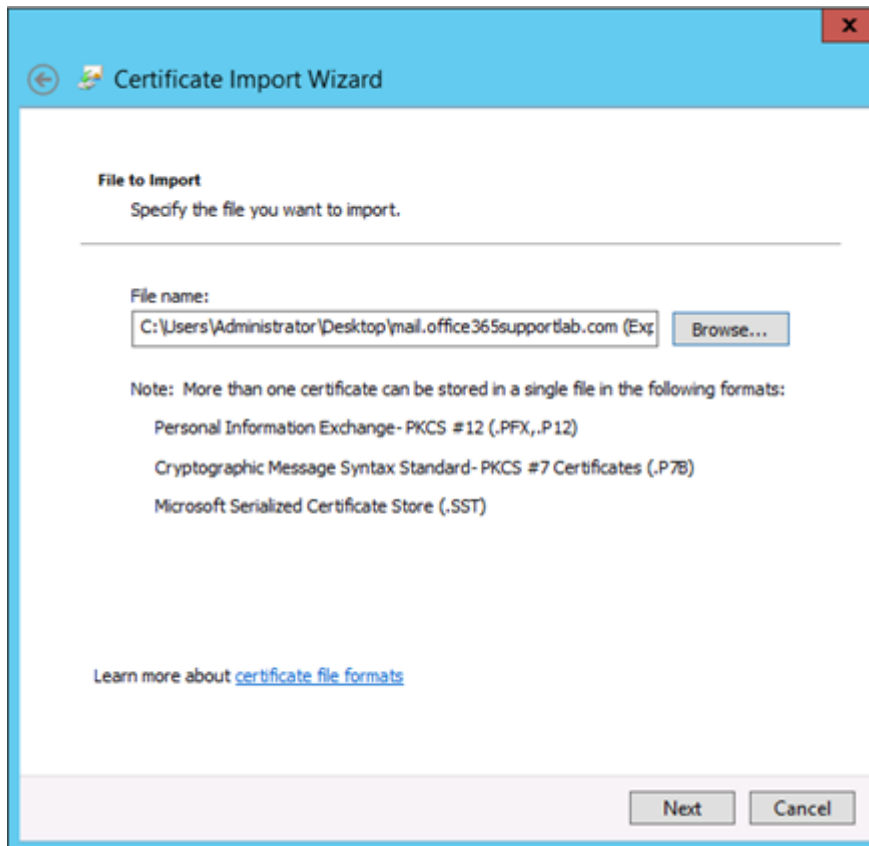 x
Certificate Import Wizard
File to Import
Specify the file you want to import.
File name:
C:\Users\Administrator\Desktop\mail.office365supportlab.com (Exp
Browse...
Note: More than one certificate can be stored in a single file in the following formats:
Personal Information Exchange- PKCS #12 (.PFX,.P12)
Cryptographic Message Syntax Standard- PKCS #7 Certificates (.P7B)
Microsoft Serialized Certificate Store (.SST)
Learn more about certificate file formats
Next Cancel